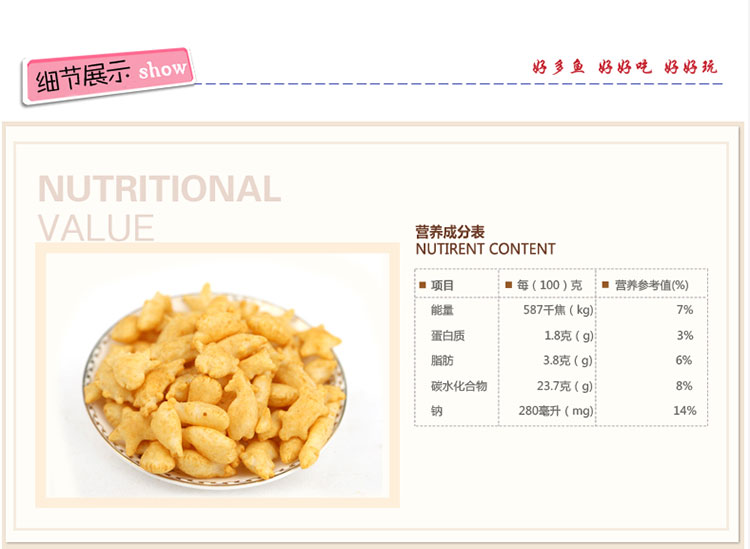 细节展示 show
好多鱼 好好吃 好好玩
NUTRITIONAL
VALUE
营养成分表
NUTIRENT CONTENT
项目 每（100）克 营养参考值(%)
能量 587千焦（kg） 7%
蛋白质 1.8克（g） 3%
脂肪 3.8克（g） 6%
碳水化合物 23.7克（g） 8%
钠 280毫升（mg） 14%